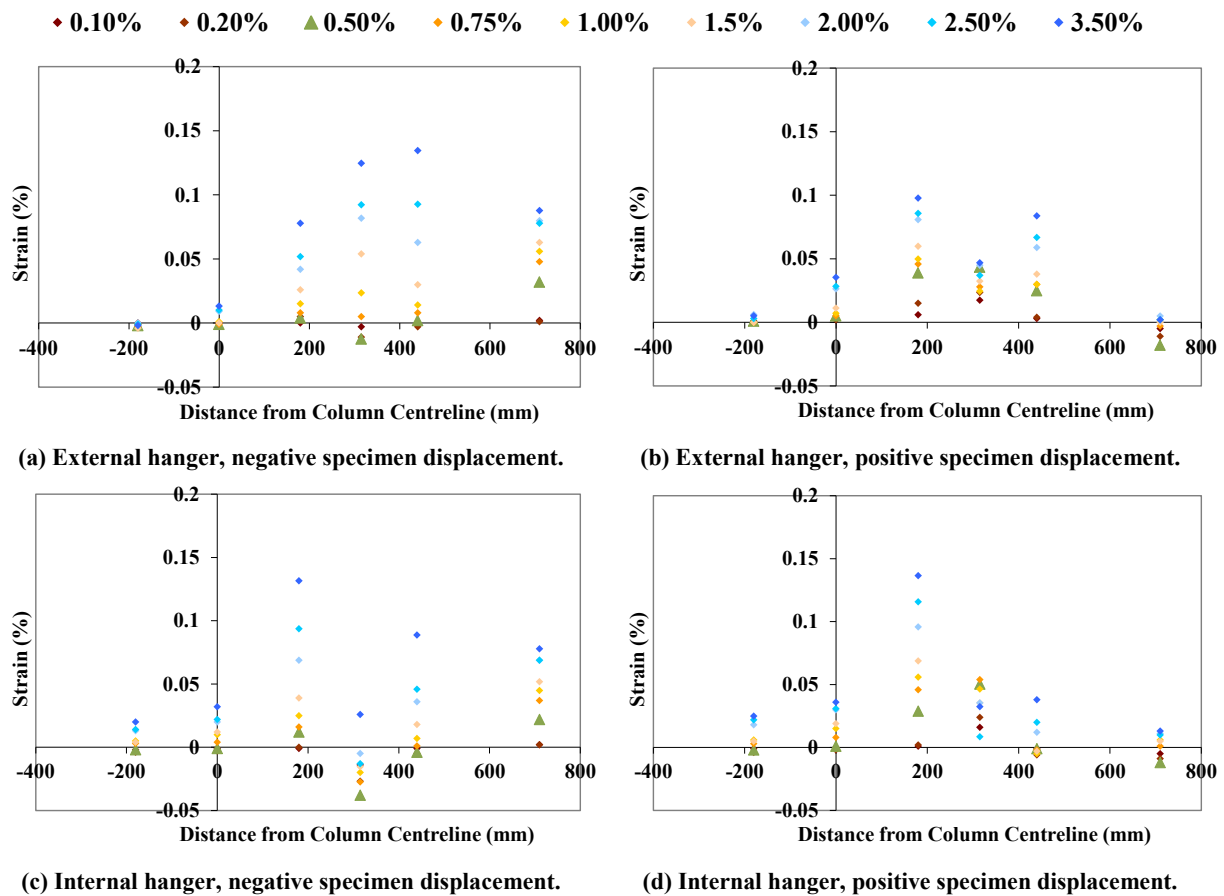 0.10% 0.20% 0.50% 0.75% 1.00% 1.5% 2.00% 2.50% 3.50%
0.2
0.15
0.1
0.05
0
-0.05
-400 -200 0 200 400 600 800
Strain (%)
Distance from Column Centreline (mm)
(a) External hanger, negative specimen displacement.
0.2
0.15
0.1
0.05
0
-0.05
-400 -200 0 200 400 600 800
Strain (%)
Distance from Column Centreline (mm)
(b) External hanger, positive specimen displacement.
0.2
0.15
0.1
0.05
0
-0.05
-400 -200 0 200 400 600 800
Strain (%)
Distance from Column Centreline (mm)
(c) Internal hanger, negative specimen displacement.
0.2
0.15
0.1
0.05
0
-0.05
-400 -200 0 200 400 600 800
Strain (%)
Distance from Column Centreline (mm)
(d) Internal hanger, positive specimen displacement.